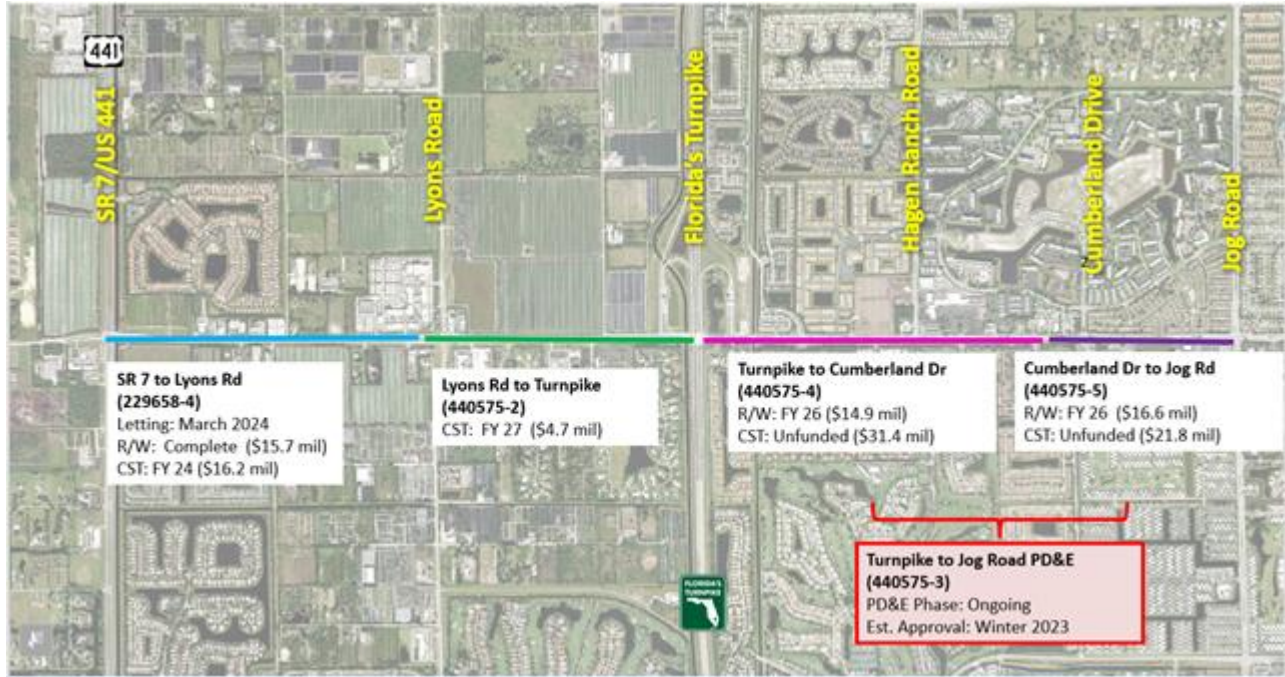 441
SR 7/US 441
Lyons Road
Florida's Turnpike
Hagen Ranch Road
Cumberland Drive
Jog Road
SR 7 to Lyons Rd
(229658-4)
Letting: March 2024
R/W: Complete ($15.7 mil)
CST: FY 24 ($16.2 mil)
Lyons Rd to Turnpike
(440575-2)
CST: FY 27 ($4.7 mil)
Turnpike to Cumberland Dr
(440575-4)
R/W: FY 26 ($14.9 mil)
CST: Unfunded ($31.4 mil)
Cumberland Dr to Jog Rd
(440575-5)
R/W: FY 26 ($16.6 mil)
CST: Unfunded ($21.8 mil)
Turnpike to Jog Road PD&E
(440575-3)
PD&E Phase: Ongoing
Est. Approval: Winter 2023
FLORIDA'S
TURNPIKE